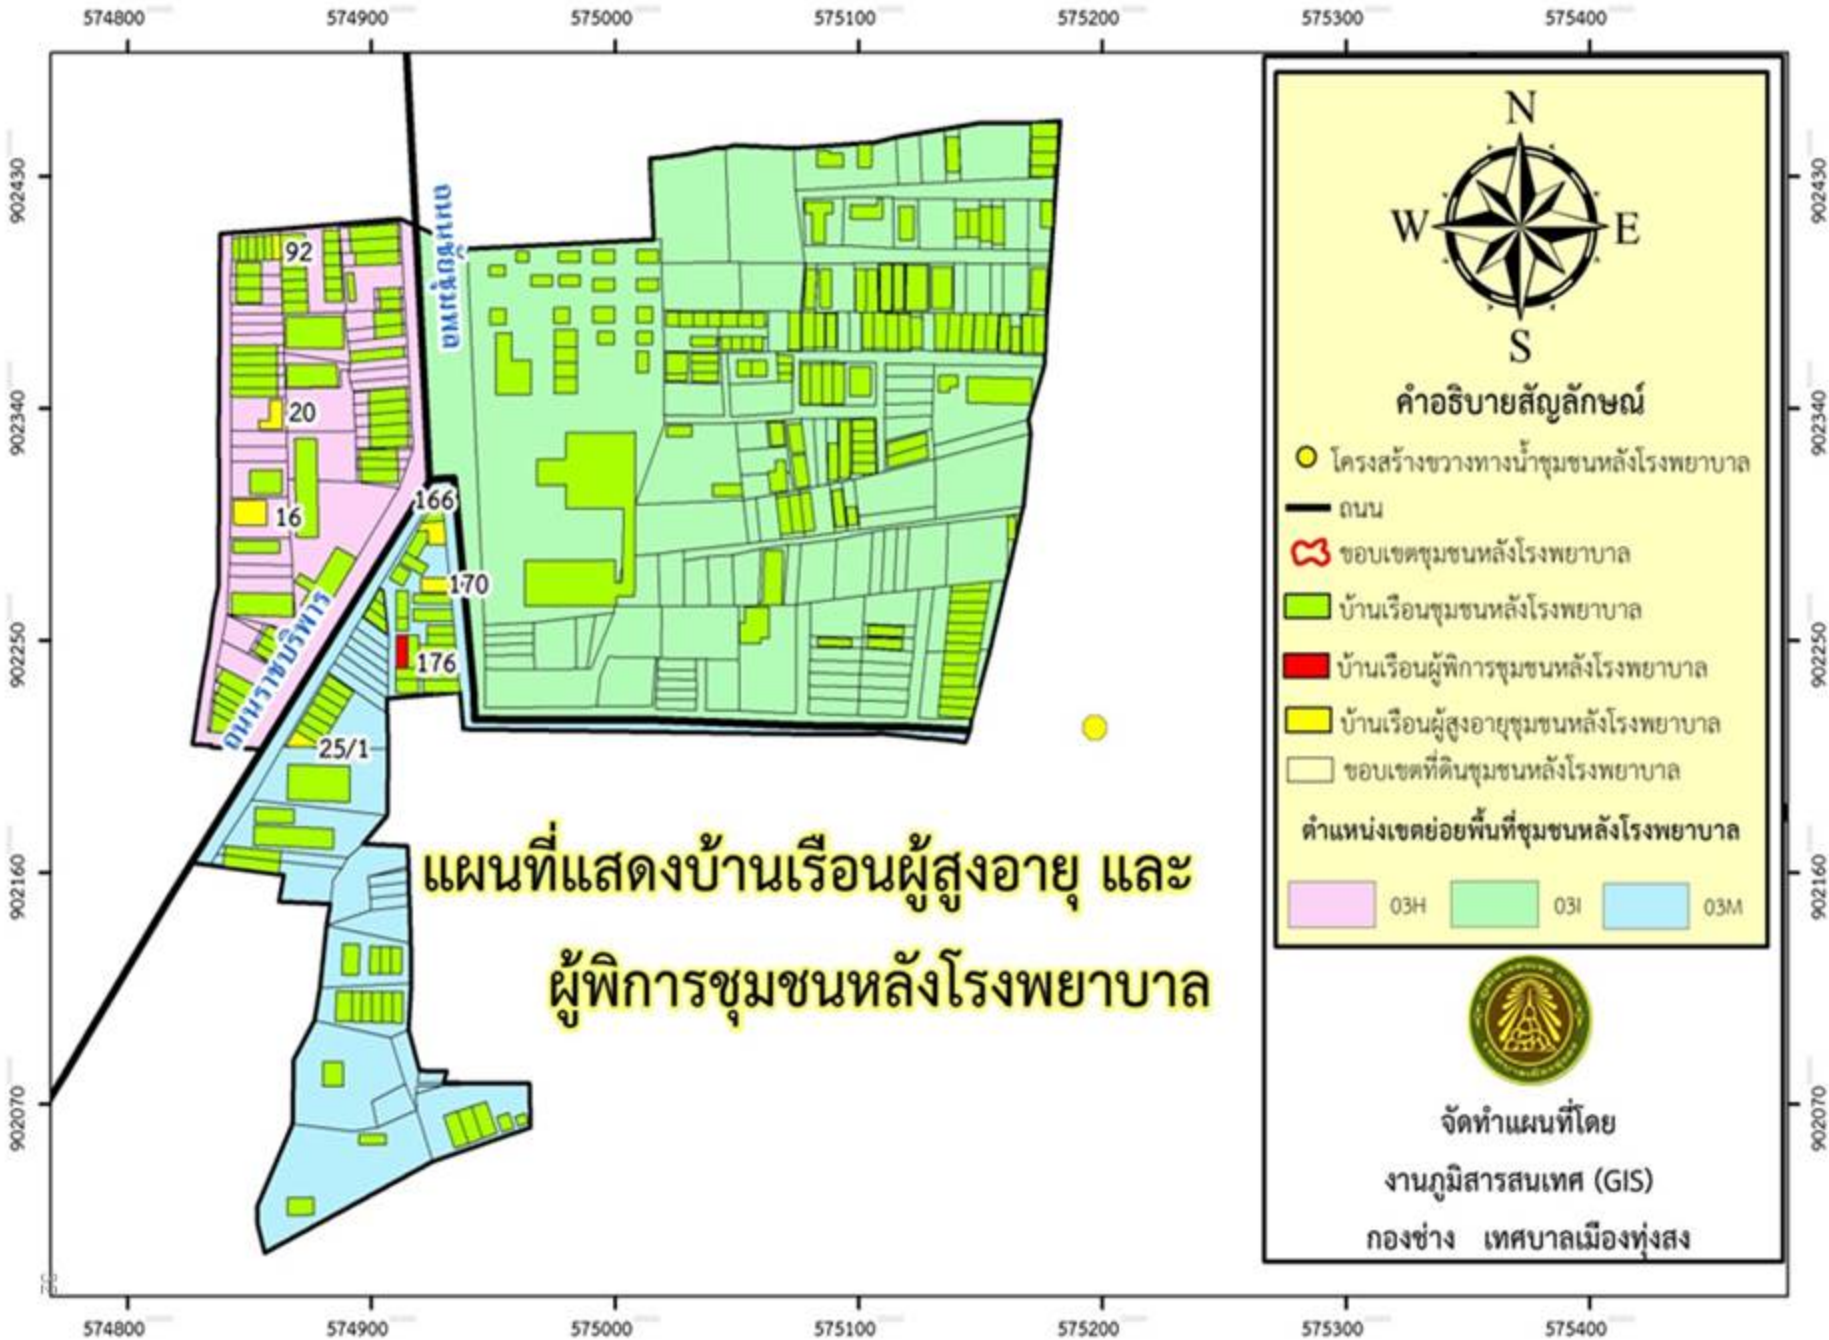 574800 574900 575000 575100 575200 575300 575400
902430
902340
902250
902160
902070
902430
902340
902250
902160
902070
92
20
16
166
170
176
25/1
ถนนราชบริพาร
แผนที่แสดงบ้านเรือนผู้สูงอายุ และ
ผู้พิการชุมชนหลังโรงพยาบาล
N
W E
S
คำอธิบายสัญลักษณ์
โครงสร้างขวางทางน้ำชุมชนหลังโรงพยาบาล
ถนน
ขอบเขตชุมชนหลังโรงพยาบาล
บ้านเรือนชุมชนหลังโรงพยาบาล
บ้านเรือนผู้พิการชุมชนหลังโรงพยาบาล
บ้านเรือนผู้สูงอายุชุมชนหลังโรงพยาบาล
ขอบเขตที่ดินชุมชนหลังโรงพยาบาล
ตำแหน่งเขตย่อยพื้นที่ชุมชนหลังโรงพยาบาล
03H 03I 03M
จัดทำแผนที่โดย
งานภูมิสารสนเทศ (GIS)
กองช่าง เทศบาลเมืองทุ่งสง
574800 574900 575000 575100 575200 575300 575400